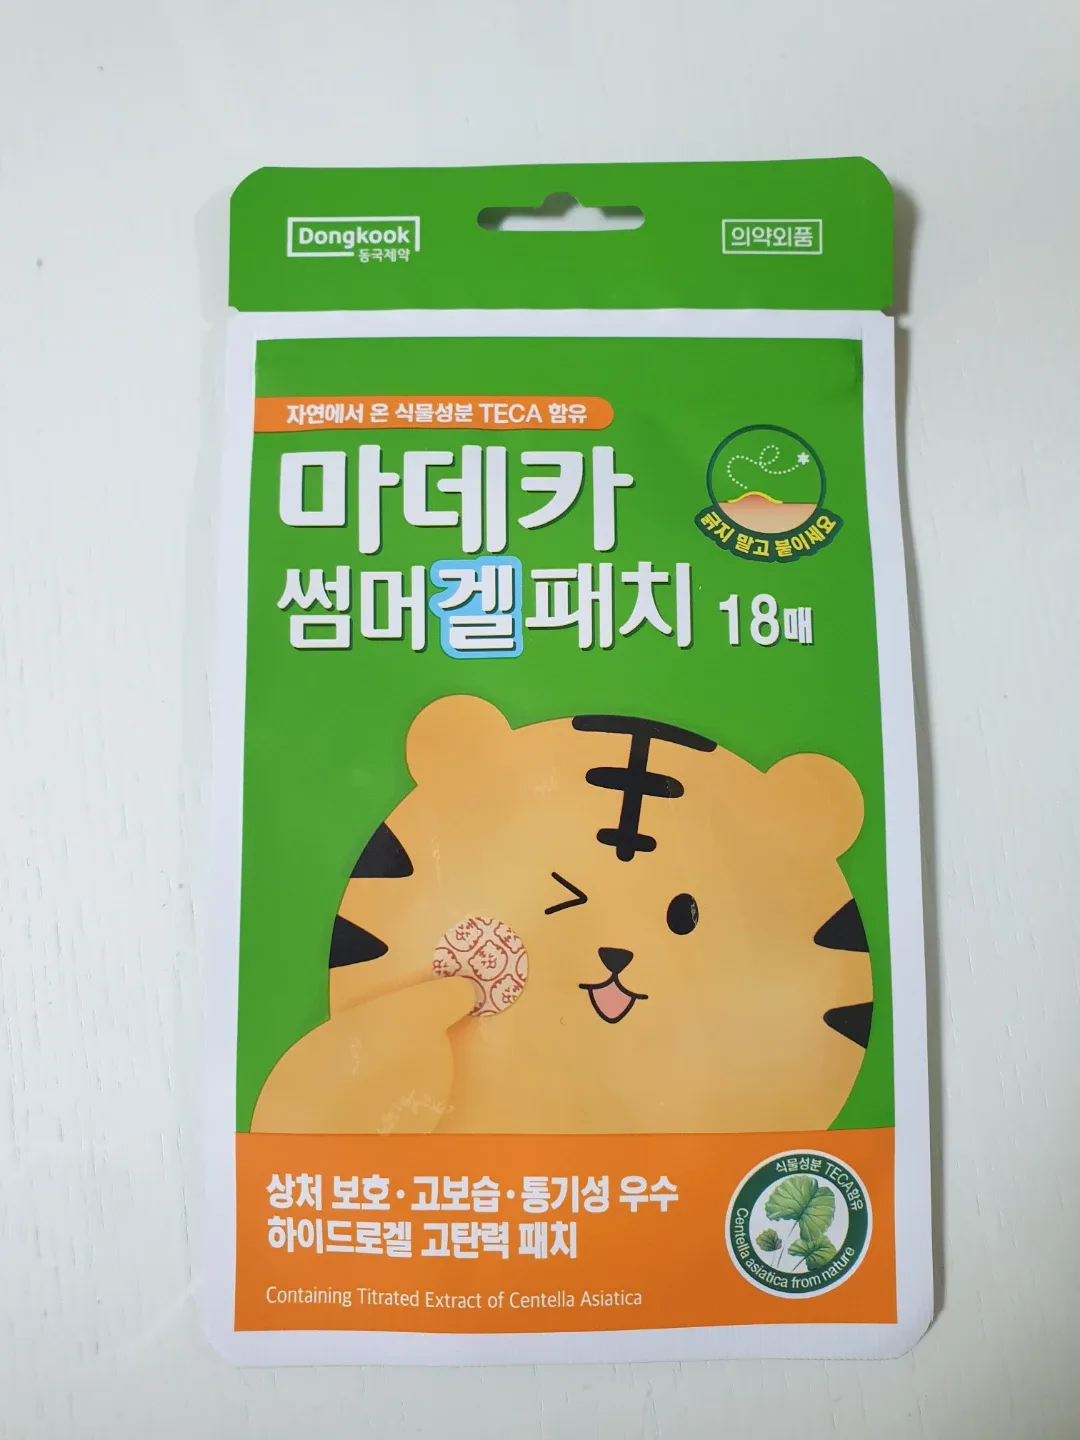 Dongkook
동국제약
의약외품
자연에서 온 식물성분 TECA 함유
마데카
썸머겔패치 18매
긁지 말고 붙이세요
상처 보호·고보습·통기성 우수
하이드로겔 고탄력 패치
Containing Titrated Extract of Centella Asiatica
식물성분 TECA함유
Centella asiatica from nature